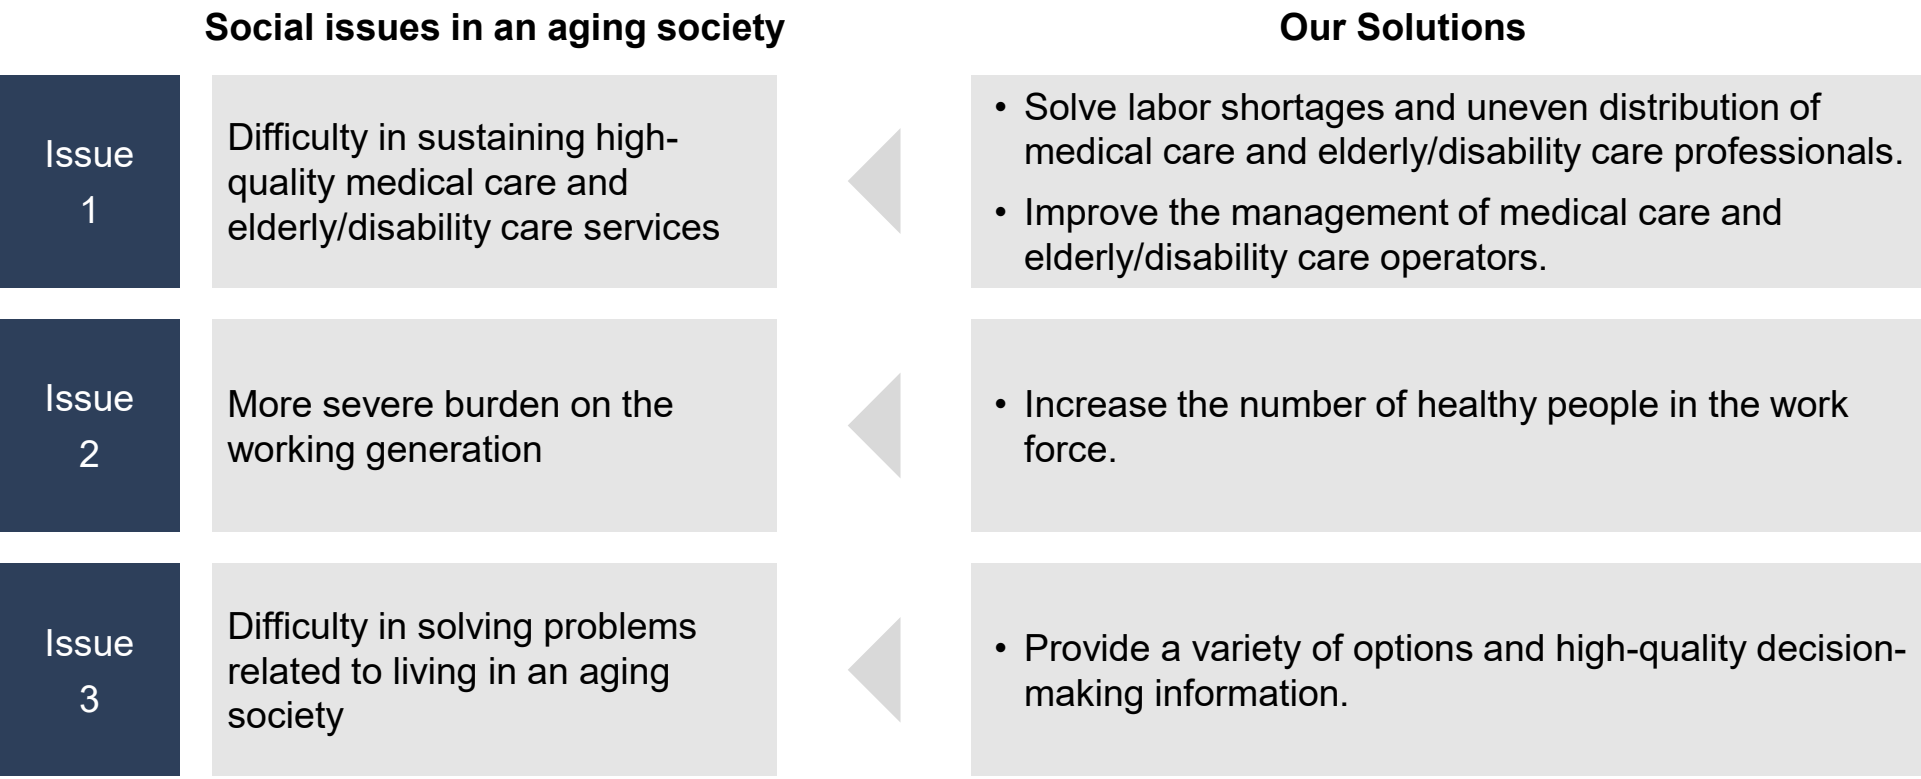 Social issues in an aging society
Our Solutions
Issue
1
Difficulty in sustaining high-
quality medical care and
elderly/disability care services
• Solve labor shortages and uneven distribution of
medical care and elderly/disability care professionals.
• Improve the management of medical care and
elderly/disability care operators.
Issue
2
More severe burden on the
working generation
• Increase the number of healthy people in the work
force.
Issue
3
Difficulty in solving problems
related to living in an aging
society
• Provide a variety of options and high-quality decision-
making information.